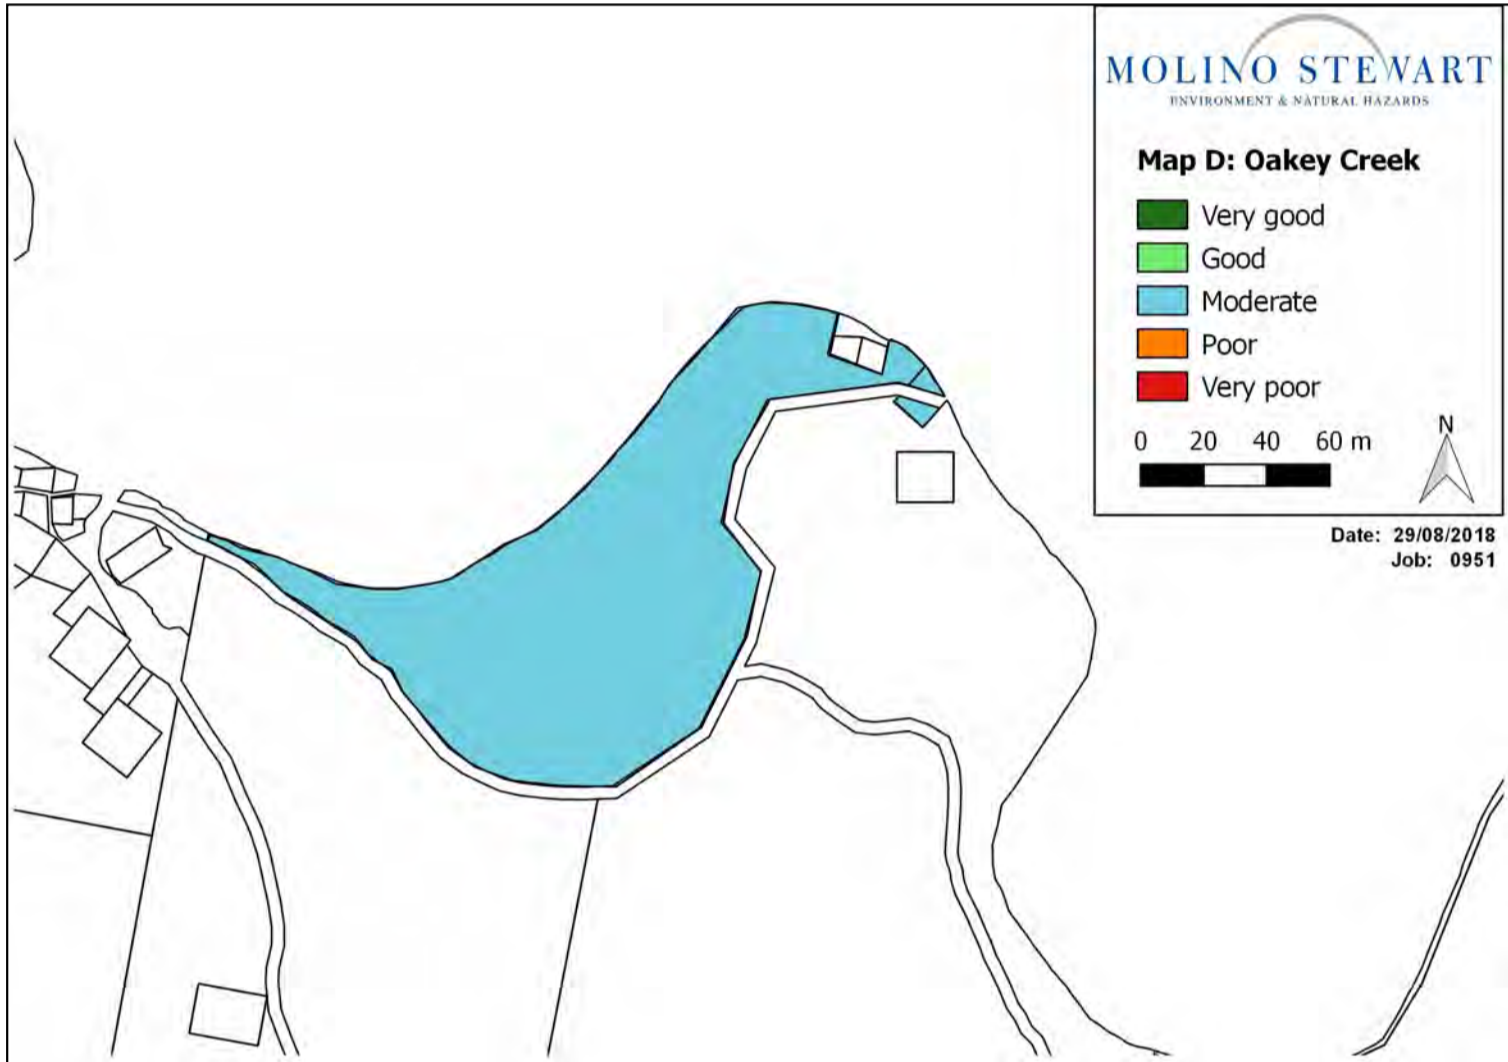 MOLINO STEWART
ENVIRONMENT & NATURAL HAZARDS
Map D: Oakey Creek
Very good
Good
Moderate
Poor
Very poor
0 20 40 60 m
N
Date: 29/08/2018
Job: 0951